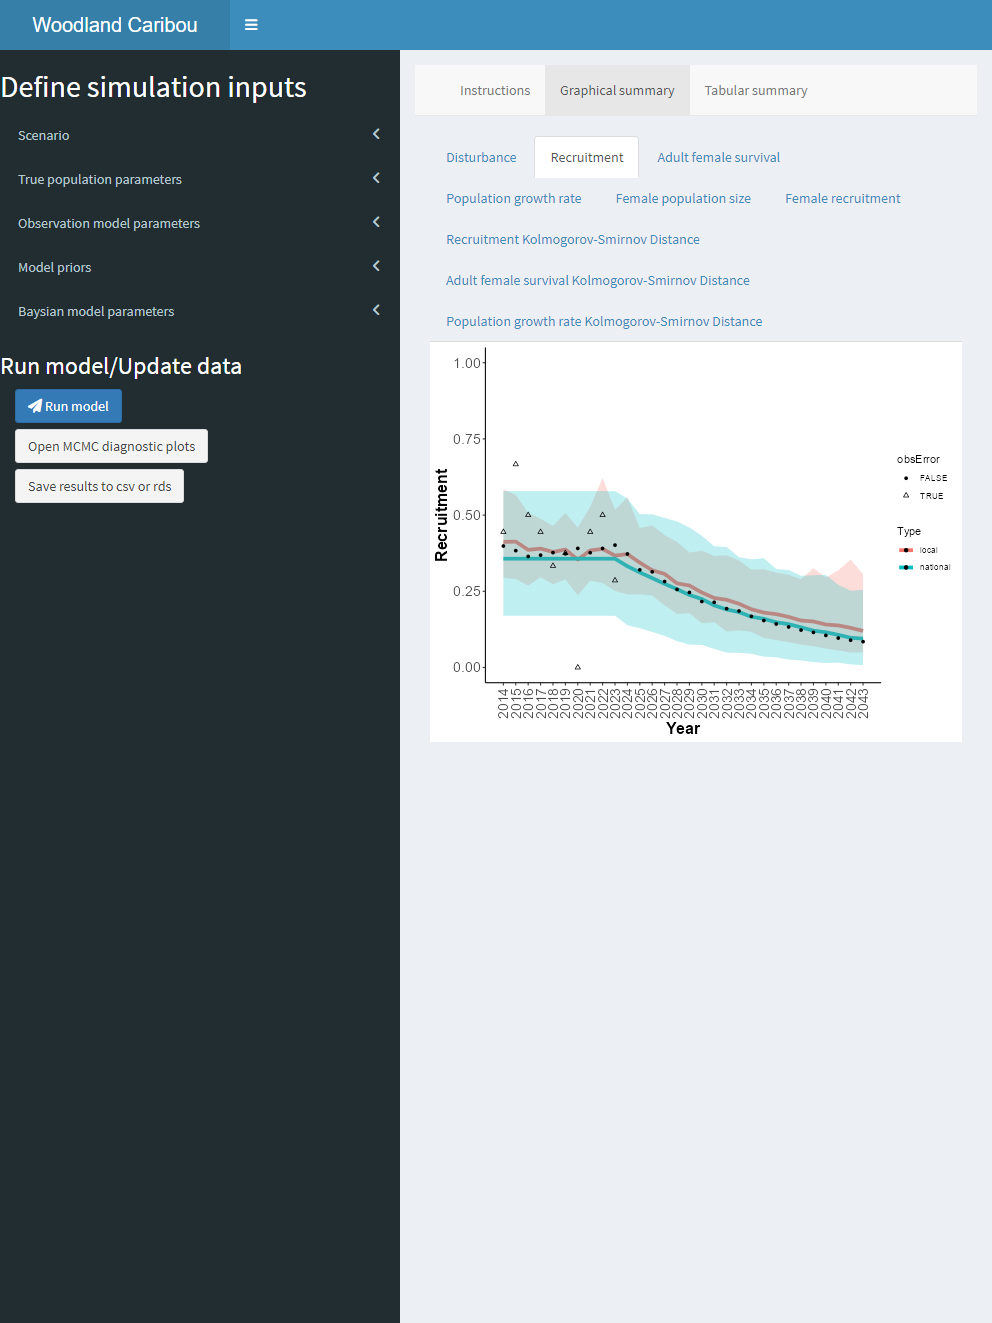 Woodland Caribou
Define simulation inputs
Scenario
True population parameters
Observation model parameters
Model priors
Baysian model parameters
Run model/Update data
Run model
Open MCMC diagnostic plots
Save results to csv or rds
Instructions Graphical summary Tabular summary
Disturbance Recruitment Adult female survival
Population growth rate Female population size Female recruitment
Recruitment Kolmogorov-Smirnov Distance
Adult female survival Kolmogorov-Smirnov Distance
Population growth rate Kolmogorov-Smirnov Distance
Recruitment
1.00
0.75
0.50
0.25
0.00
2014 2015 2016 2017 2018 2019 2020 2021 2022 2023 2024 2025 2026 2027 2028 2029 2030 2031 2032 2033 2034 2035 2036 2037 2038 2039 2040 2041 2042 2043
Year
obsError
FALSE
TRUE
Type
local
national